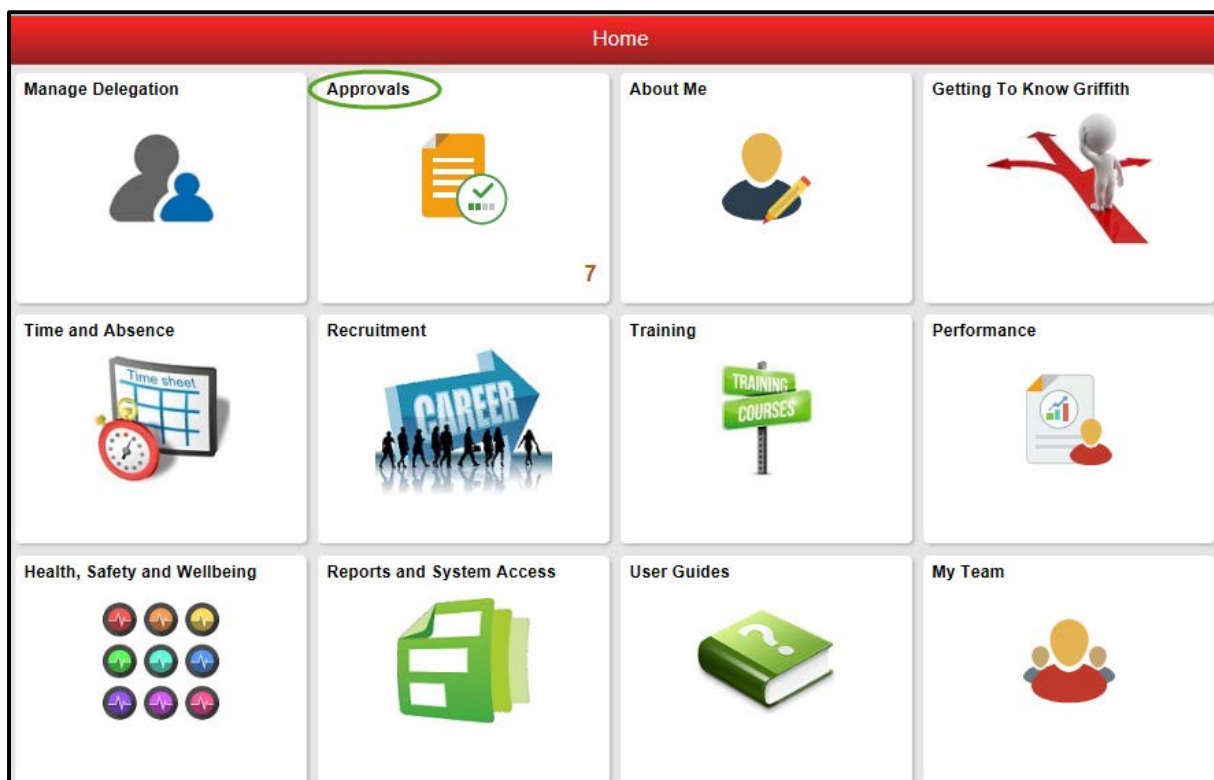 Home
Manage Delegation
Approvals
About Me
Getting To Know Griffith
7
Time and Absence
Recruitment
Training
Performance
Time sheet
CAREER
TRAINING
COURSES
Health, Safety and Wellbeing
Reports and System Access
User Guides
My Team